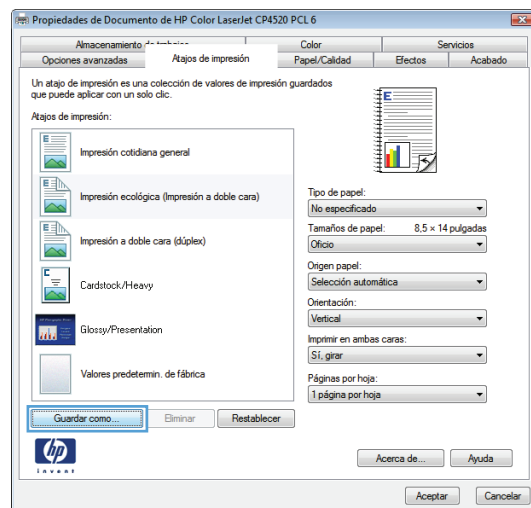 Propiedades de Documento de HP Color LaserJet CP4520 PCL 6
Almacenamiento de trabajos
Color
Servicios
Opciones avanzadas
Atajos de impresión
Papel/Calidad
Efectos
Acabado
Un atajo de impresión es una colección de valores de impresión guardados
que puede aplicar con un solo clic.
Atajos de impresión:
Impresión cotidiana general
Impresión ecológica (Impresión a doble cara)
Impresión a doble cara (dúplex)
Cardstock/Heavy
Glossy/Presentation
Valores predetermin. de fábrica
Guardar como...
Eliminar
Restablecer
E
Tipo de papel:
No especificado
Tamaños de papel: 8,5 × 14 pulgadas
Oficio
Origen papel:
Selección automática
Orientación:
Vertical
Imprimir en ambas caras:
Sí, girar
Páginas por hoja:
1 página por hoja
hp
invent
Acerca de...
Ayuda
Aceptar
Cancelar